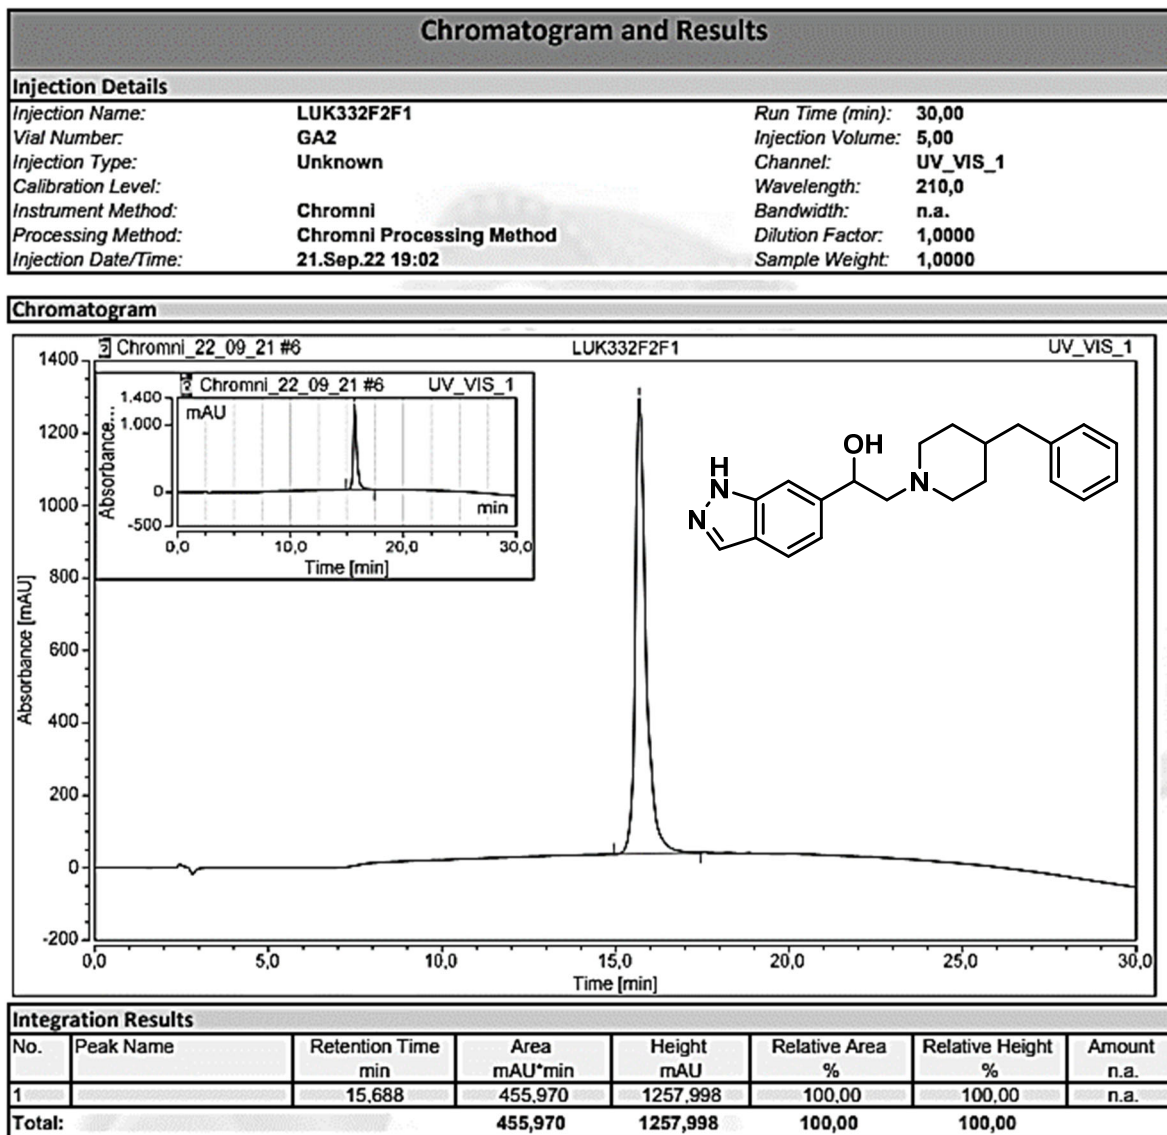 Chromatogram and Results
Injection Details
Injection Name: LUK332F2F1 Run Time (min): 30,00
Vial Number: GA2 Injection Volume: 5,00
Injection Type: Unknown Channel: UV_VIS_1
Calibration Level: Wavelength: 210,0
Instrument Method: Chromni Bandwidth: n.a.
Processing Method: Chromni Processing Method Dilution Factor: 1,0000
Injection Date/Time: 21.Sep.22 19:02 Sample Weight: 1,0000
Chromatogram
Chromni_22_09_21 #6 LUK332F2F1 UV_VIS_1
1400
1200
1000
800
600
400
200
0
-200
Absorbance [mAU]
0,0 5,0 10,0 15,0 20,0 25,0 30,0
Time [min]
Chromni_22_09_21 #6 UV_VIS_1
1.400
1.000
0
-500
Absorbance...
mAU
min
0,0 10,0 20,0 30,0
Time [min]
OH
H
N
N
N
Integration Results
No. Peak Name Retention Time Area Height Relative Area Relative Height Amount
min mAU*min mAU % % n.a.
1 15,688 455,970 1257,998 100,00 100,00 n.a.
Total: 455,970 1257,998 100,00 100,00